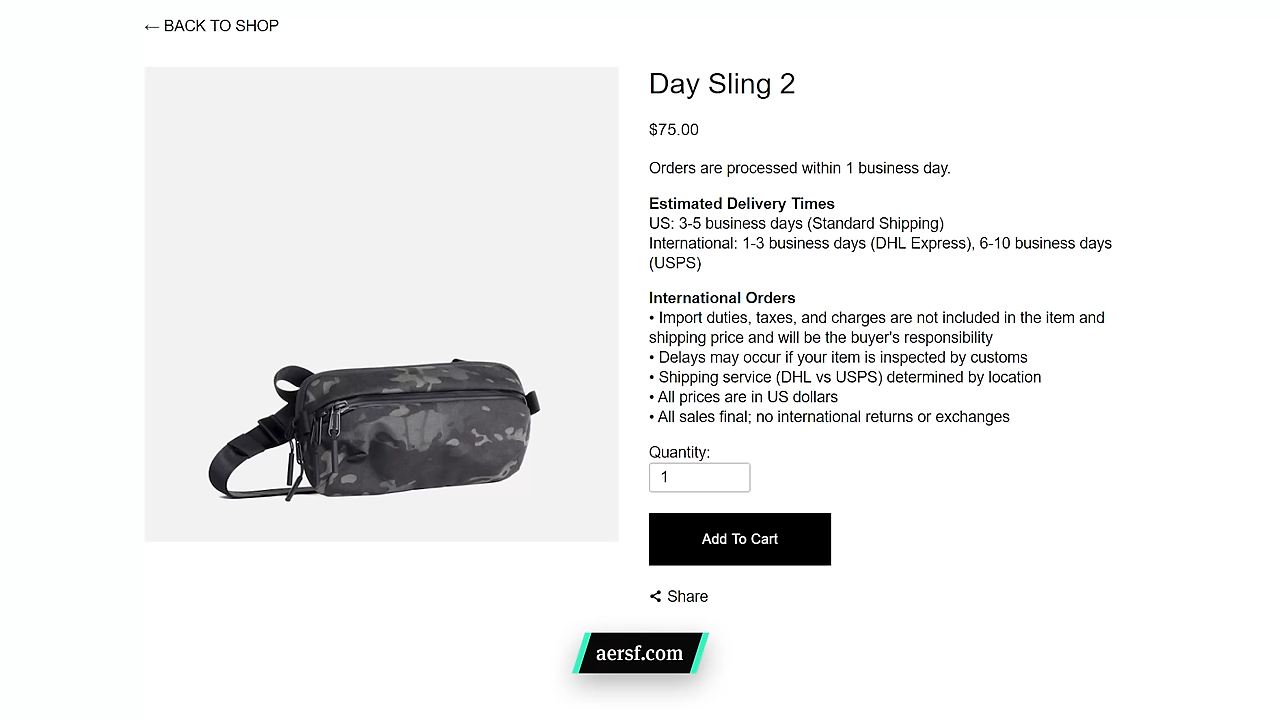 ← BACK TO SHOP
Day Sling 2
$75.00
Orders are processed within 1 business day.
Estimated Delivery Times
US: 3-5 business days (Standard Shipping)
International: 1-3 business days (DHL Express), 6-10 business days
(USPS)
International Orders
• Import duties, taxes, and charges are not included in the item and
shipping price and will be the buyer's responsibility
• Delays may occur if your item is inspected by customs
• Shipping service (DHL vs USPS) determined by location
• All prices are in US dollars
• All sales final; no international returns or exchanges
Quantity:
1
Add To Cart
Share
aersf.com